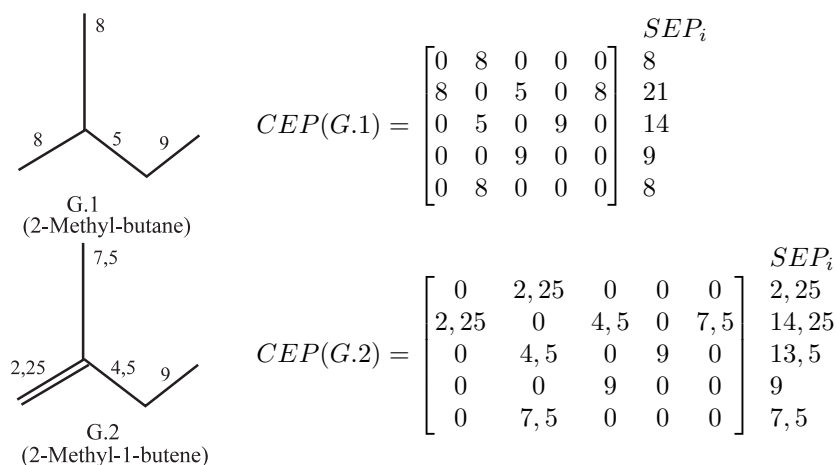 8
8
5
9
G.1
(2-Methyl-butane)
SEP_i
CEP(G.1) =
0 8 0 0 0 8
8 0 5 0 8 21
0 5 0 9 0 14
0 0 9 0 0 9
0 8 0 0 0 8
7,5
2,25
4,5
9
G.2
(2-Methyl-1-butene)
SEP_i
CEP(G.2) =
0 2,25 0 0 0 2,25
2,25 0 4,5 0 7,5 14,25
0 4,5 0 9 0 13,5
0 0 9 0 0 9
0 7,5 0 0 0 7,5